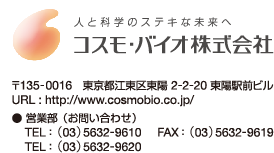 人と科学のステキな未来へ
コスモ・バイオ株式会社
〒135-0016　東京都江東区東陽 2-2-20 東陽駅前ビル
URL : http://www.cosmobio.co.jp/
● 営業部（お問い合わせ）
TEL :（03）5632-9610　FAX :（03）5632-9619
TEL :（03）5632-9620